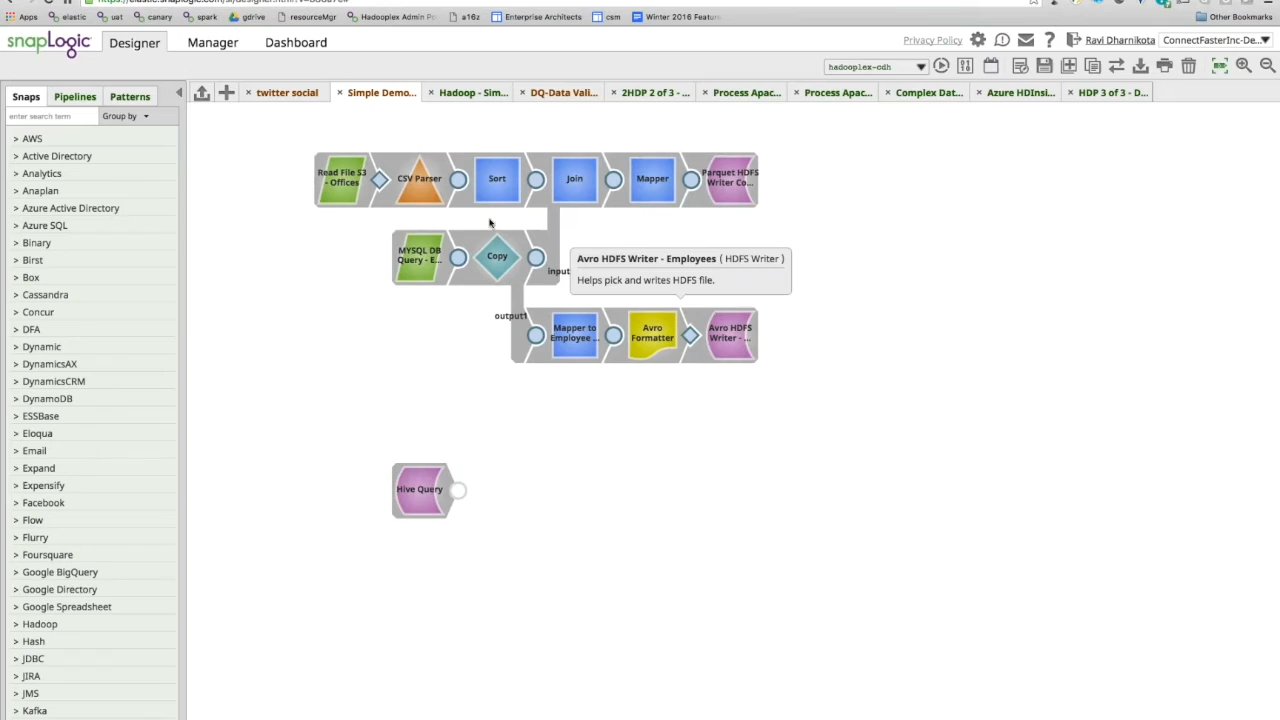 Apps elastic uat canary spark gdrive resourceMgr Hadooplex Admin Po a16z Enterprise Architects csm Winter 2016 Featur Other Bookmarks
snapLogic Designer Manager Dashboard Privacy Policy ? Ravi Dharnikota ConnectFasterInc-De...
hadooplex-cdh
Snaps Pipelines Patterns × twitter social × Simple Demo... × Hadoop - Sim... × DQ-Data Vali... × 2HDP 2 of 3 - ... × Process Apac... × Process Apac... × Complex Dat... × Azure HDInsi... × HDP 3 of 3 - D...
enter search term Group by
> AWS
> Active Directory
> Analytics
> Anaplan
> Azure Active Directory
> Azure SQL
> Binary
> Birst
> Box
> Cassandra
> Concur
> DFA
> Dynamic
> DynamicsAX
> DynamicsCRM
> DynamoDB
> ESSBase
> Eloqua
> Email
> Expand
> Expensify
> Facebook
> Flow
> Flurry
> Foursquare
> Google BigQuery
> Google Directory
> Google Spreadsheet
> Hadoop
> Hash
> JDBC
> JIRA
> JMS
> Kafka
Read File S3
- Offices
CSV Parser
Sort
Join
Mapper
Parquet HDFS
Writer Co...
MYSQL DB
Query - E...
Copy
input
Avro HDFS Writer - Employees ( HDFS Writer )
Helps pick and writes HDFS file.
output1
Mapper to
Employee ...
Avro
Formatter
Avro HDFS
Writer - ...
Hive Query